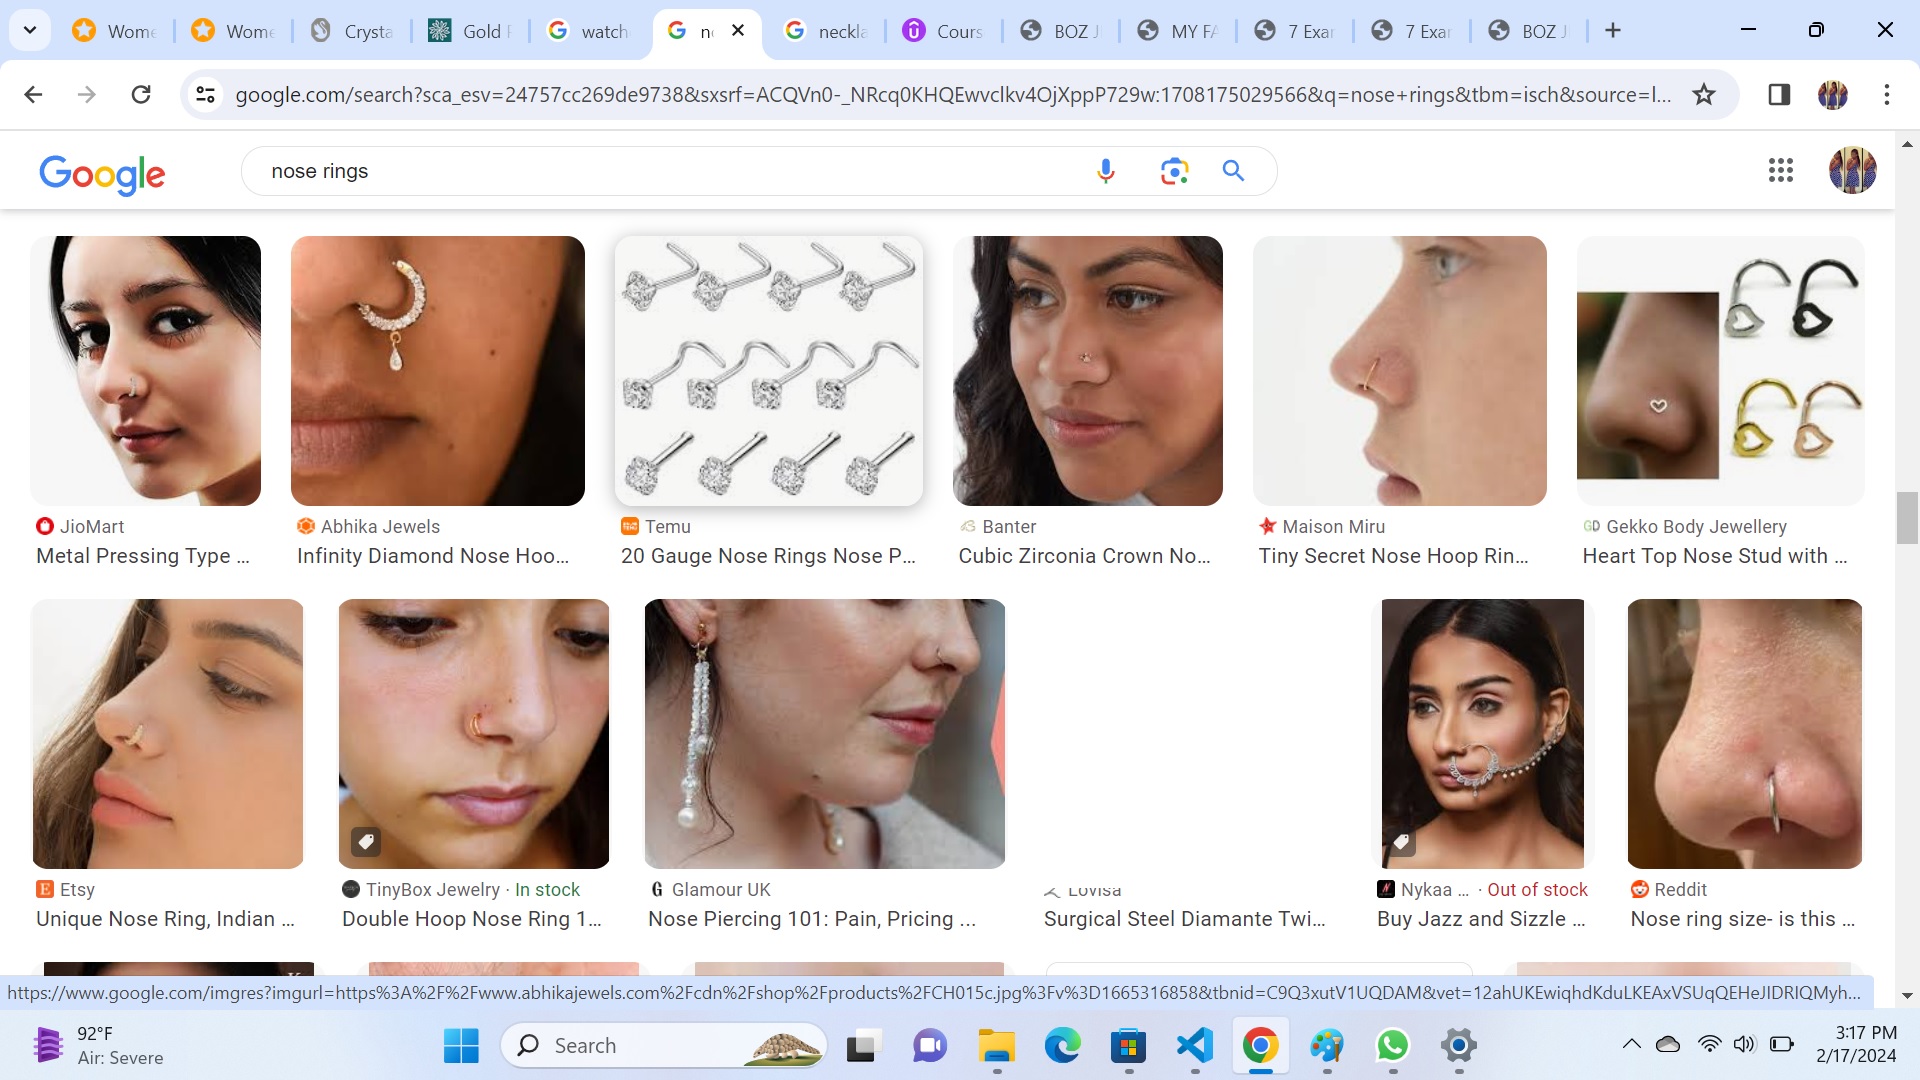 Wome
Wome
Crysta
Gold F
watch
ne
neckla
Cours
BOZ J
MY FA
7 Exar
7 Exar
BOZ J
google.com/search?sca_esv=24757cc269de9738&sxsrf=ACQVn0-_NRcq0KHQEwvclkv4OjXppP729w:1708175029566&q=nose+rings&tbm=isch&source=l...
Google
nose rings
JioMart
Metal Pressing Type ...
Abhika Jewels
Infinity Diamond Nose Hoo...
Temu
20 Gauge Nose Rings Nose P...
Banter
Cubic Zirconia Crown No...
Maison Miru
Tiny Secret Nose Hoop Rin...
GD Gekko Body Jewellery
Heart Top Nose Stud with ...
E Etsy
Unique Nose Ring, Indian ...
TinyBox Jewelry · In stock
Double Hoop Nose Ring 1...
G Glamour UK
Nose Piercing 101: Pain, Pricing ...
Lovisa
Surgical Steel Diamante Twi...
Nykaa ... · Out of stock
Buy Jazz and Sizzle ...
Reddit
Nose ring size- is this ...
https://www.google.com/imgres?imgurl=https%3A%2F%2Fwww.abhikajewels.com%2Fcdn%2Fshop%2Fproducts%2FCH015c.jpg%3Fv%3D1665316858&tbnid=C9Q3xutV1UQDAM&vet=12ahUKEwiqhdKduLKEAxVSUqQEHeJIDRIQMyh...
92°F
Air: Severe
Search
3:17 PM
2/17/2024